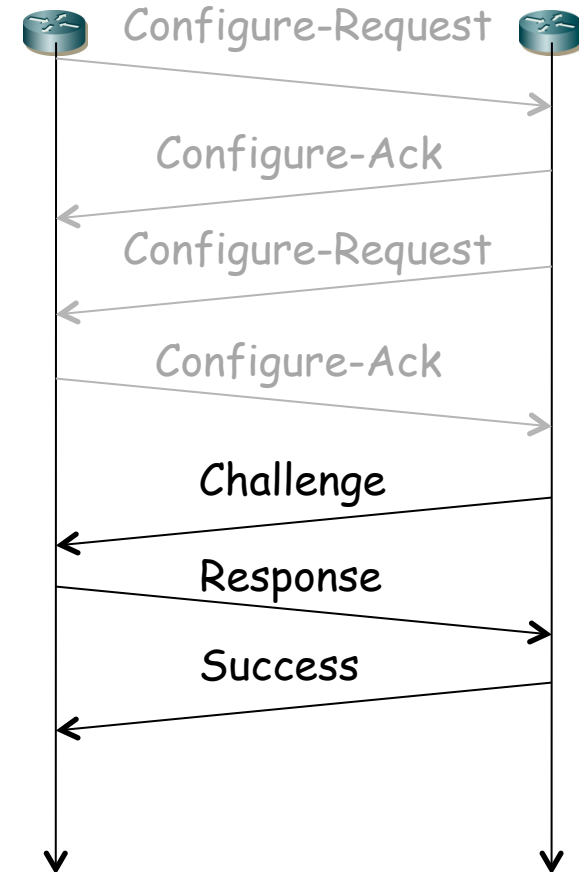 Configure-Request
Configure-Ack
Configure-Request
Configure-Ack
Challenge
Response
Success